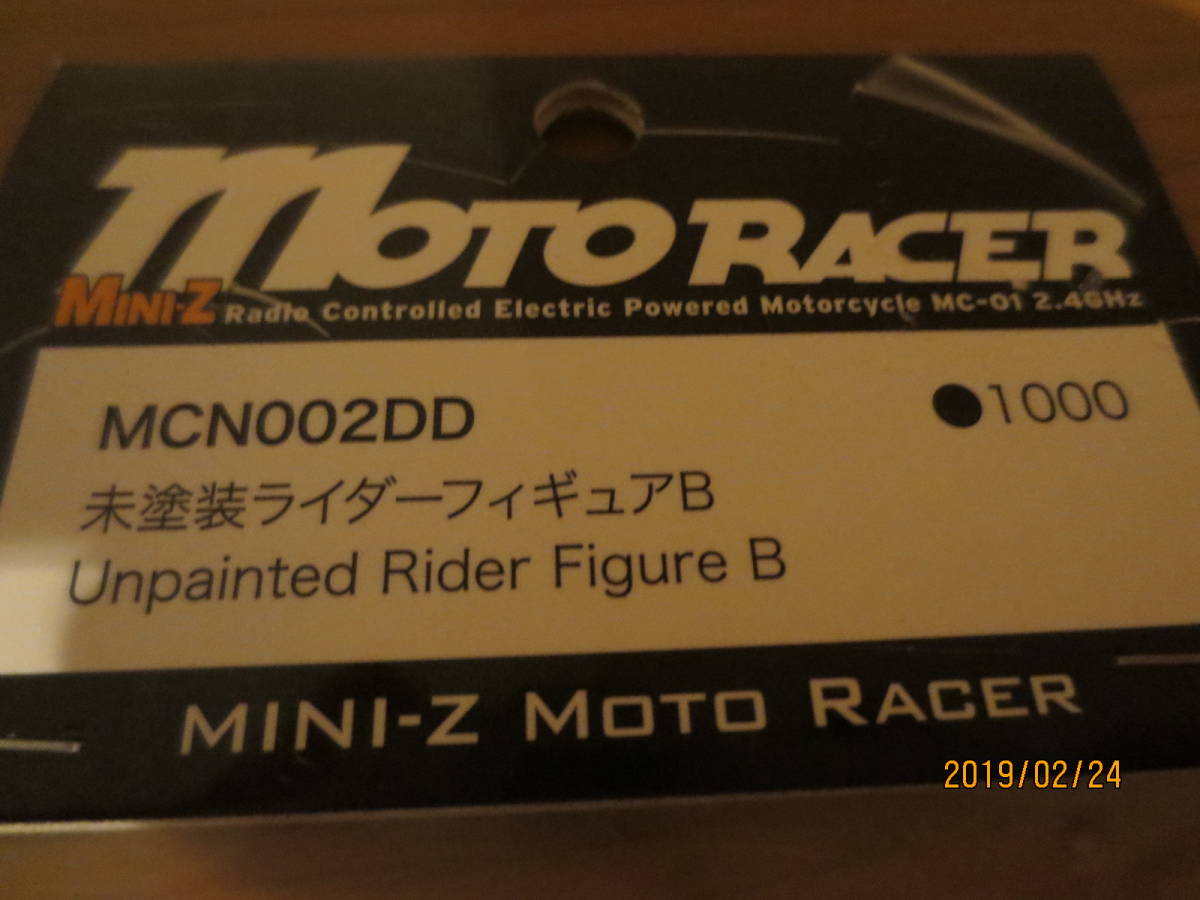 Moto Racer
MINI-Z Radio Controlled Electric Powered Motorcycle MC-01 2.4GHz
MCN002DD ●1000
未塗装ライダーフィギュアB
Unpainted Rider Figure B
MINI-Z MOTO RACER
2019/02/24